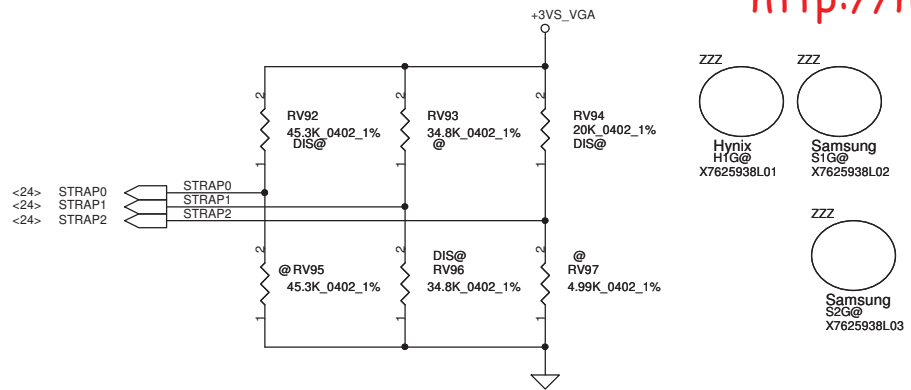 +3VS_VGA
ZZZ
ZZZ
2
2
2
RV92
45.3K_0402_1%
DIS@
RV93
34.8K_0402_1%
@
RV94
20K_0402_1%
DIS@
1
1
1
Hynix
H1G@
X7625938L01
Samsung
S1G@
X7625938L02
<24> STRAP0 STRAP0
<24> STRAP1 STRAP1
<24> STRAP2 STRAP2
ZZZ
2
2
2
@ RV95
45.3K_0402_1%
DIS@
RV96
34.8K_0402_1%
@
RV97
4.99K_0402_1%
1
1
1
Samsung
S2G@
X7625938L03